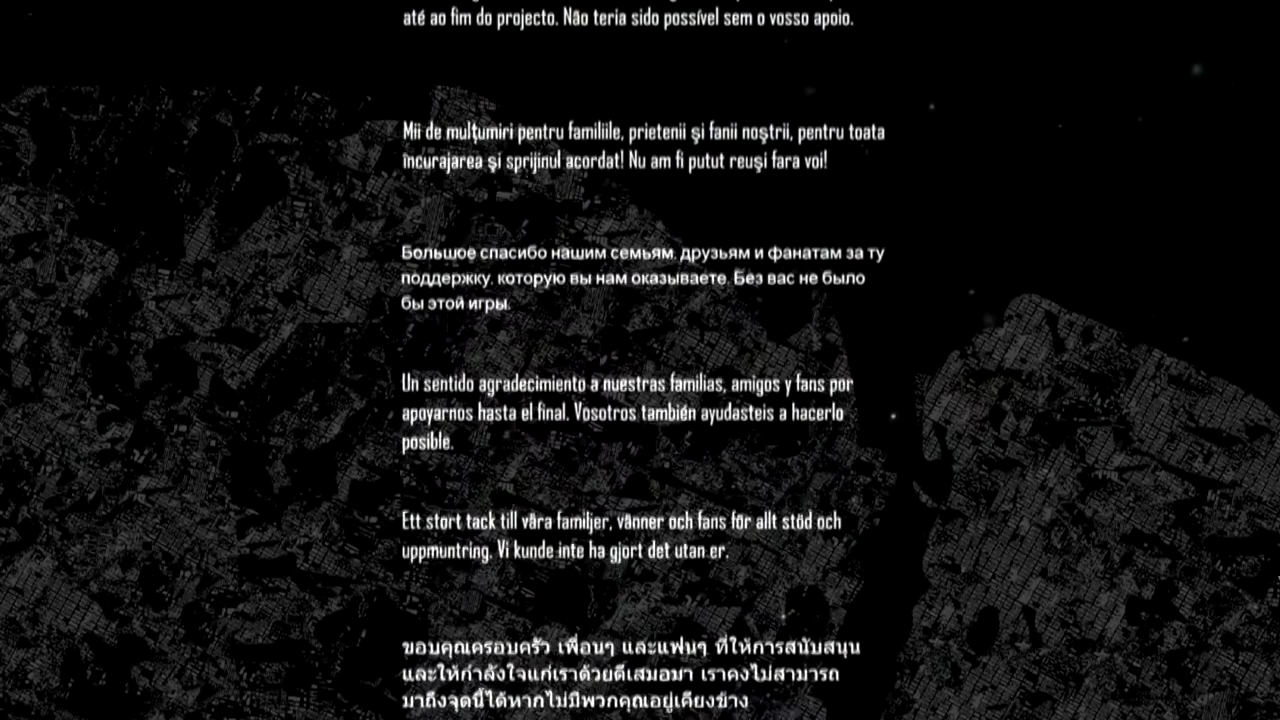 até ao fim do projecto. Não teria sido possível sem o vosso apoio.
Mii de mulţumiri pentru familiile, prietenii şi fanii noştrii, pentru toata
încurajarea şi sprijinul acordat! Nu am fi putut reuşi fara voi!
Большое спасибо нашим семьям, друзьям и фанатам за ту
поддержку, которую вы нам оказываете. Без вас не было
бы этой игры.
Un sentido agradecimiento a nuestras familias, amigos y fans por
apoyarnos hasta el final. Vosotros también ayudasteis a hacerlo
posible.
Ett stort tack till våra familjer, vänner och fans för allt stöd och
uppmuntring. Vi kunde inte ha gjort det utan er.
ขอบคุณครอบครัว เพื่อนๆ และแฟนๆ ที่ให้การสนับสนุน
และให้กำลังใจแก่เราด้วยดีเสมอมา เราคงไม่สามารถ
มาถึงจุดนี้ได้หากไม่มีพวกคุณอยู่เคียงข้าง